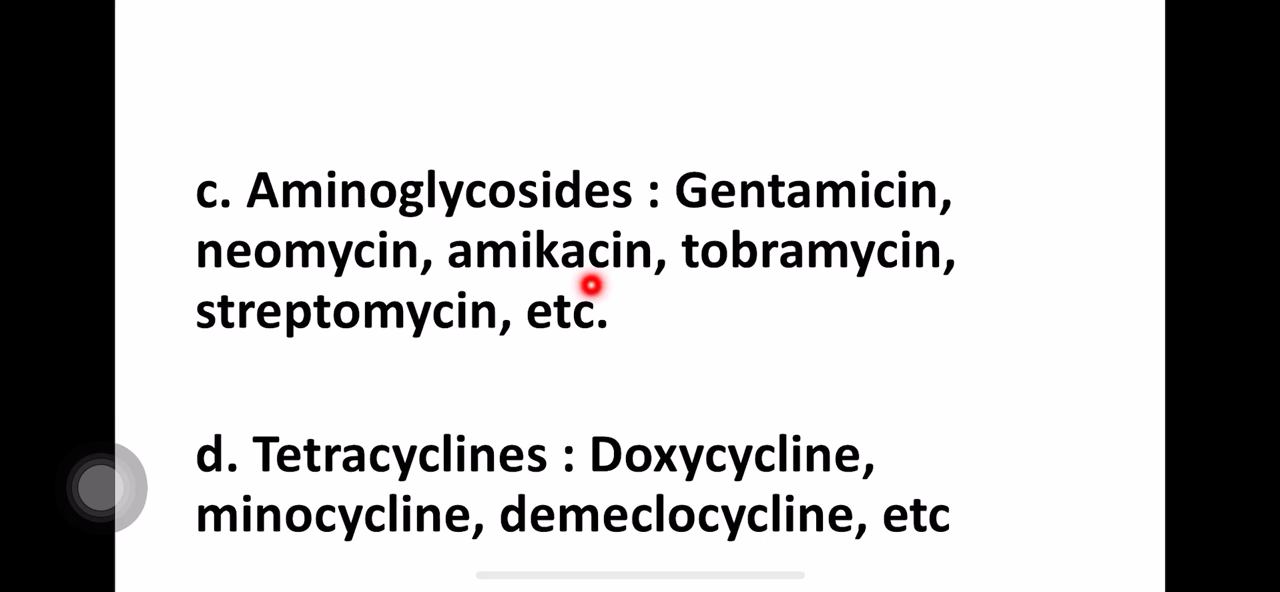 c. Aminoglycosides : Gentamicin,
neomycin, amikacin, tobramycin,
streptomycin, etc.
d. Tetracyclines : Doxycycline,
minocycline, demeclocycline, etc